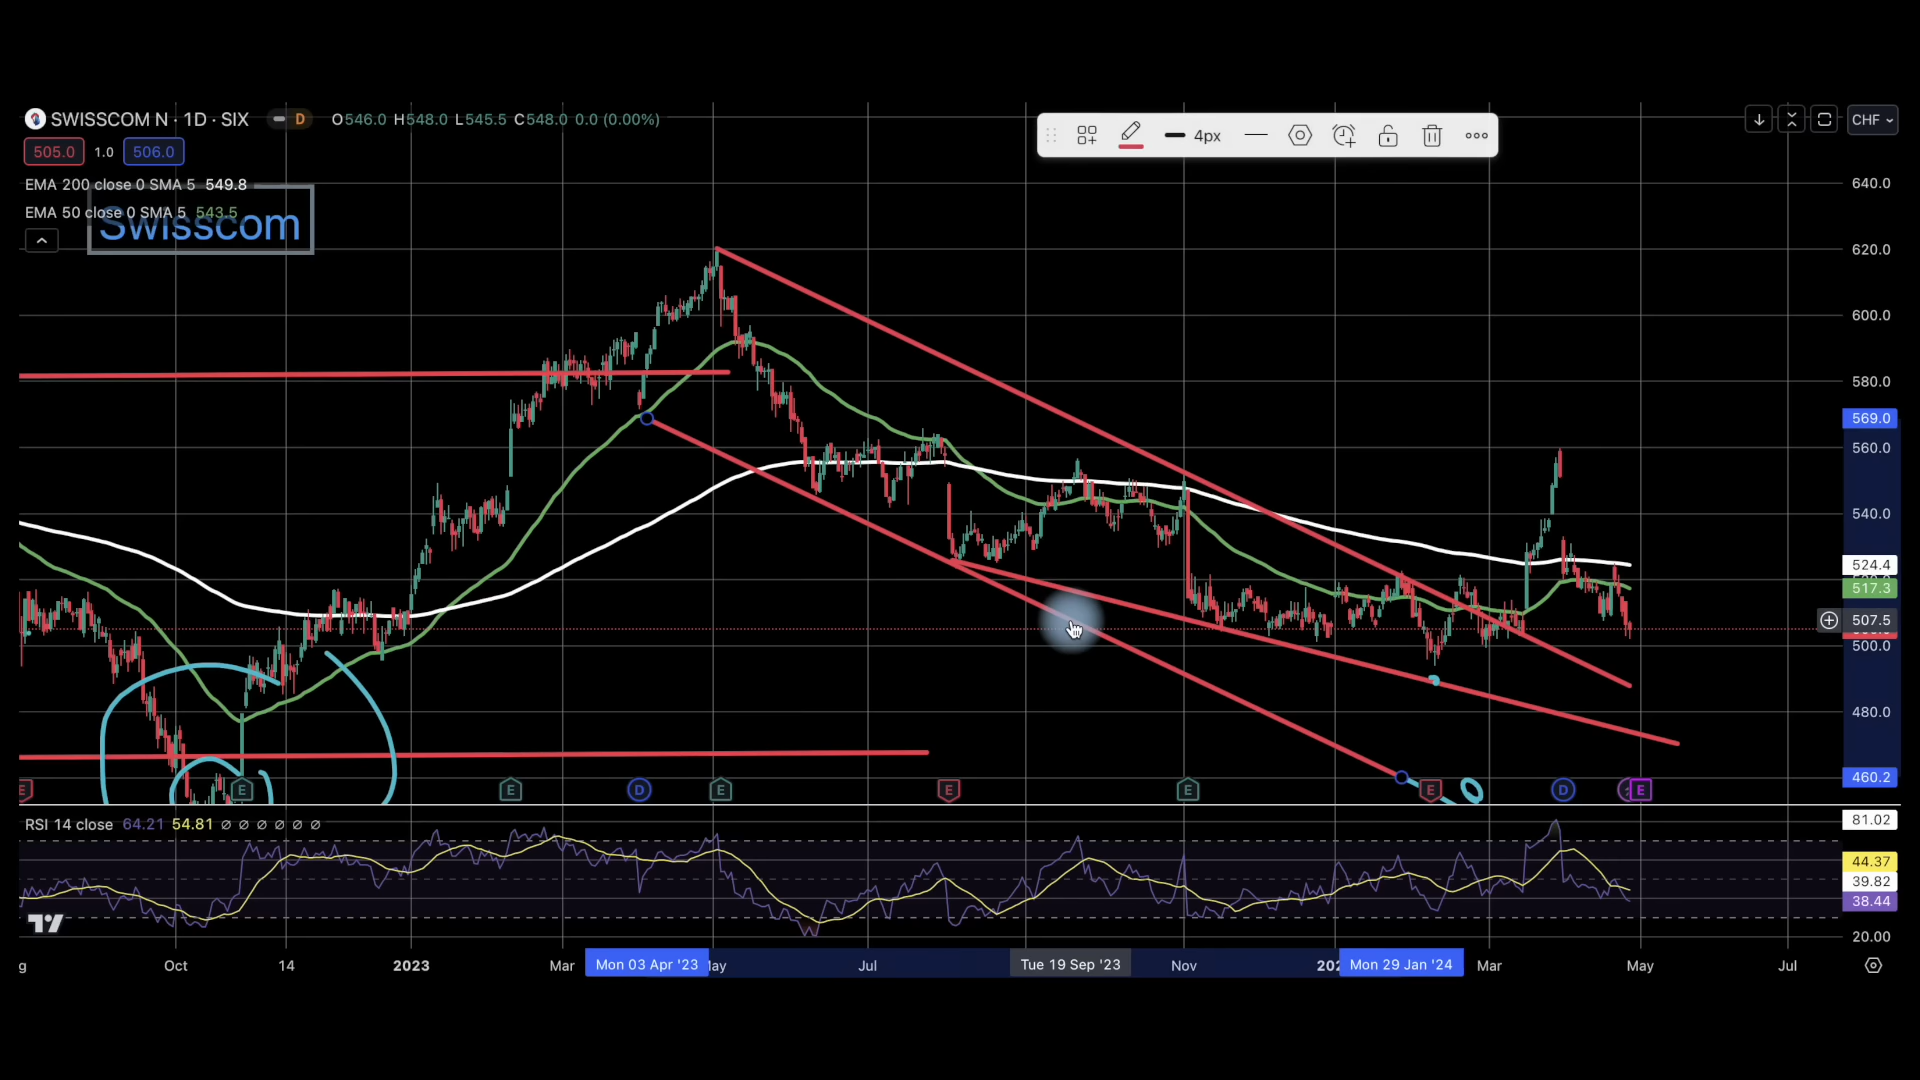 SWISSCOM N · 1D · SIX D O546.0 H548.0 L545.5 C548.0 0.0 (0.00%)
505.0 1.0 506.0
4px
CHF
EMA 200 close 0 SMA 5 549.8
EMA 50 close 0 SMA 5 543.5
Swisscom
640.0
620.0
600.0
580.0
569.0
560.0
540.0
524.4
517.3
507.5
500.0
480.0
460.2
E E E D E E E E D E
RSI 14 close 64.21 54.81 ∅ ∅ ∅ ∅ ∅ ∅
81.02
44.37
39.82
38.44
20.00
g Oct 14 2023 Mar Mon 03 Apr '23 Jul Tue 19 Sep '23 Nov Mon 29 Jan '24 Mar May Jul